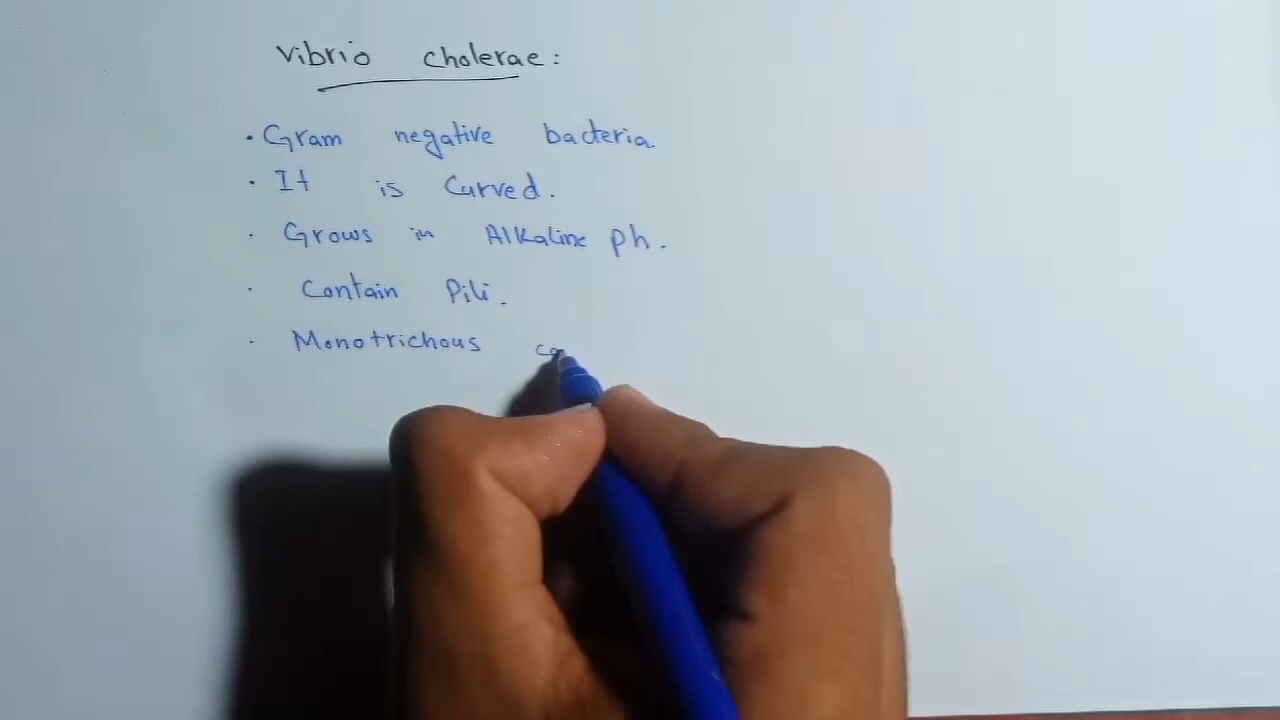 Vibrio cholerae:
• Gram negative bacteria.
• It is Curved.
• Grows in Alkaline ph.
• Contain Pili.
• Monotrichous